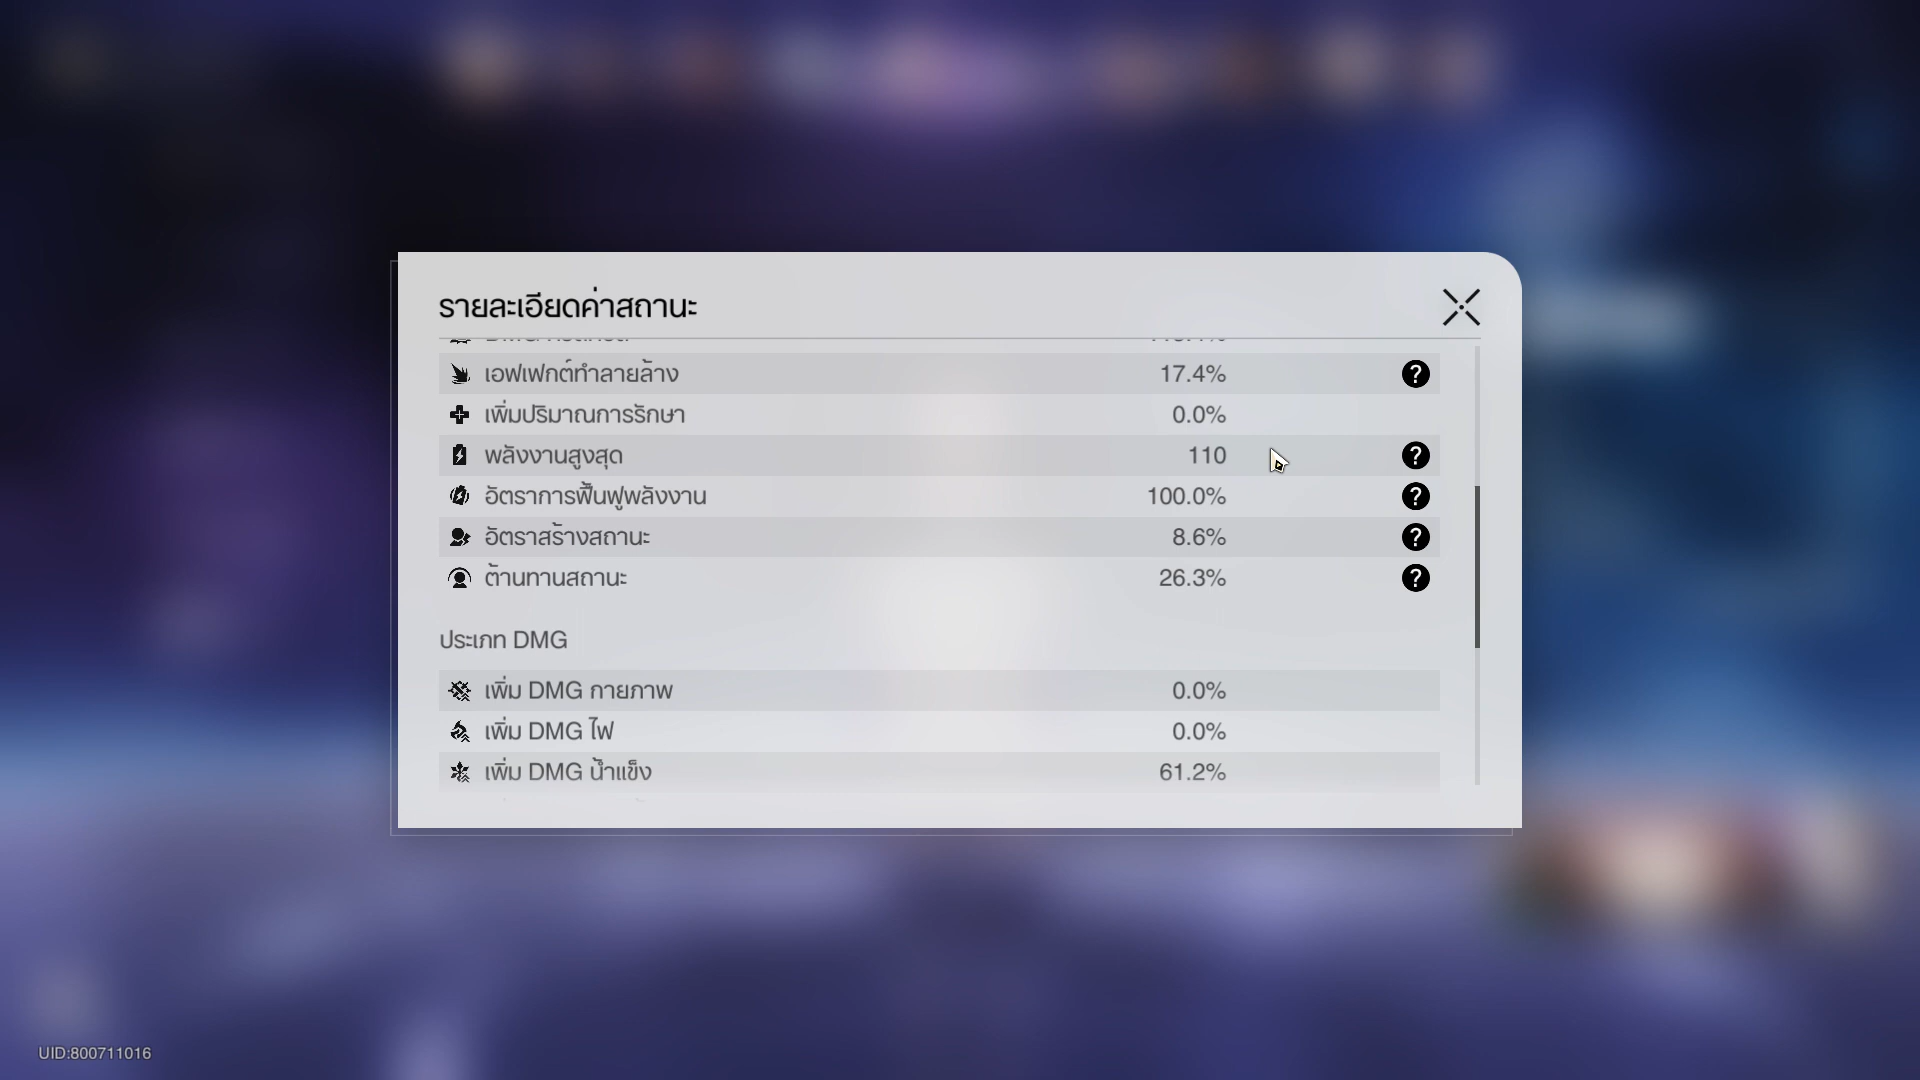 รายละเอียดค่าสถานะ
เอฟเฟกต์ทำลายล้าง 17.4%
เพิ่มปริมาณการรักษา 0.0%
พลังงานสูงสุด 110
อัตราการฟื้นฟูพลังงาน 100.0%
อัตราสร้างสถานะ 8.6%
ต้านทานสถานะ 26.3%
ประเภท DMG
เพิ่ม DMG กายภาพ 0.0%
เพิ่ม DMG ไฟ 0.0%
เพิ่ม DMG น้ำแข็ง 61.2%
UID:800711016